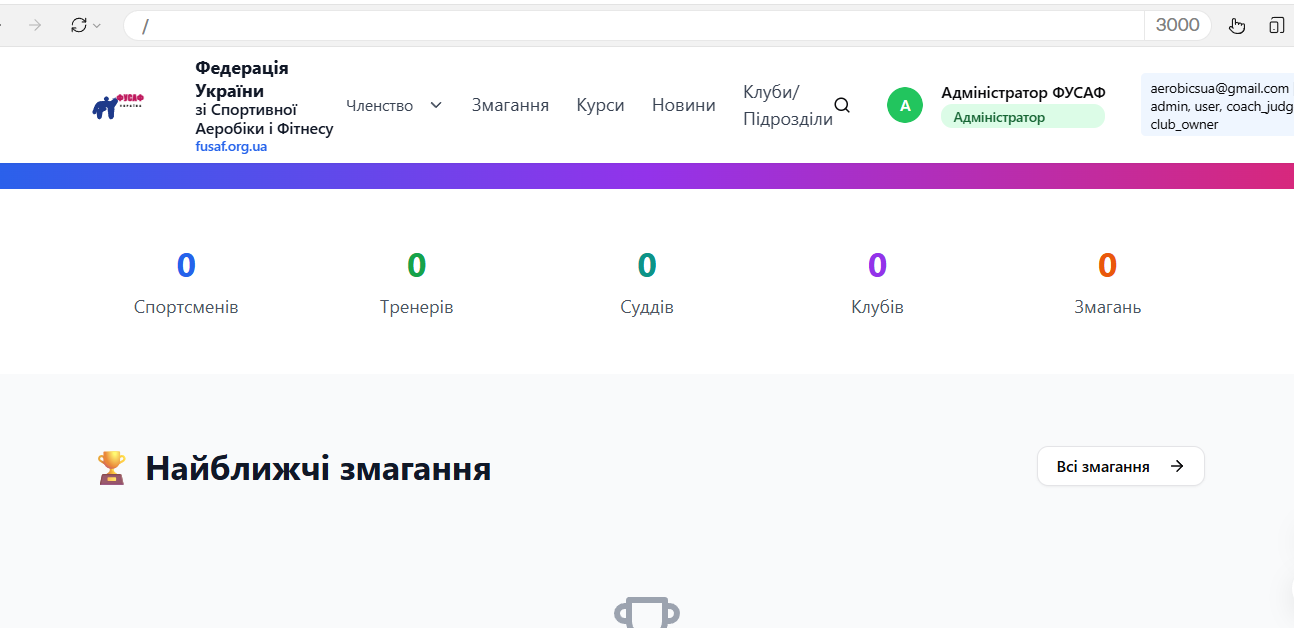 /
3000
ФУСАФ
УКРАЇНА
Федерація
України
зі Спортивної
Аеробіки і Фітнесу
fusaf.org.ua
Членство
Змагання
Курси
Новини
Клуби/
Підрозділи
A
Адміністратор ФУСАФ
Адміністратор
aerobicsua@gmail.com
admin, user, coach_judg
club_owner
0
Спортсменів
0
Тренерів
0
Суддів
0
Клубів
0
Змагань
Найближчі змагання
Всі змагання